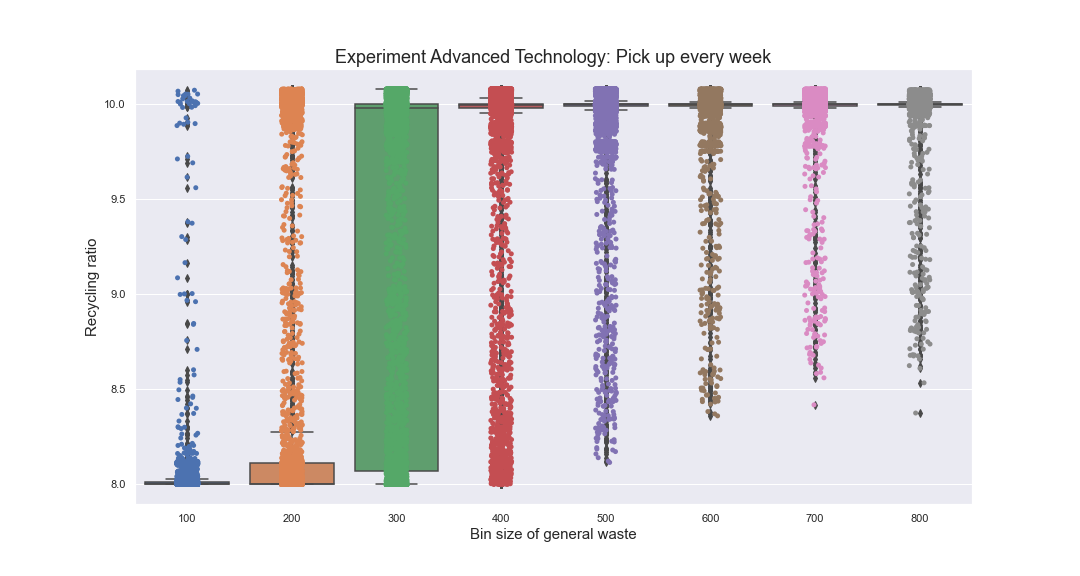 Experiment Advanced Technology: Pick up every week
Recycling ratio
10.0
9.5
9.0
8.5
8.0
100 200 300 400 500 600 700 800
Bin size of general waste